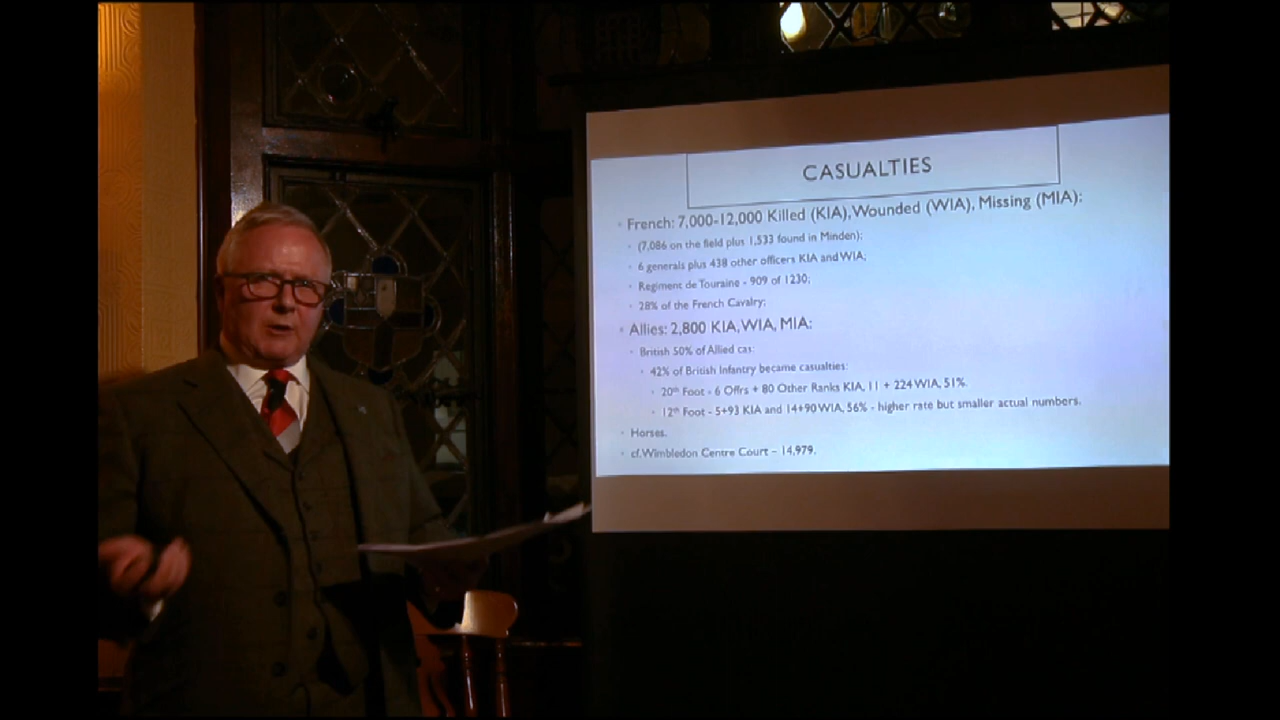 CASUALTIES
French: 7,000-12,000 Killed (KIA), Wounded (WIA), Missing (MIA):
(7,086 on the field plus 1,533 found in Minden);
6 generals plus 438 other officers KIA and WIA;
Regiment de Touraine - 909 of 1230;
28% of the French Cavalry;
Allies: 2,800 KIA, WIA, MIA:
British 50% of Allied cas:
42% of British Infantry became casualties:
20th Foot - 6 Offrs + 80 Other Ranks KIA, 11 + 224 WIA, 51%.
12th Foot - 5+93 KIA and 14+90 WIA, 56% - higher rate but smaller actual numbers.
Horses.
cf. Wimbledon Centre Court – 14,979.